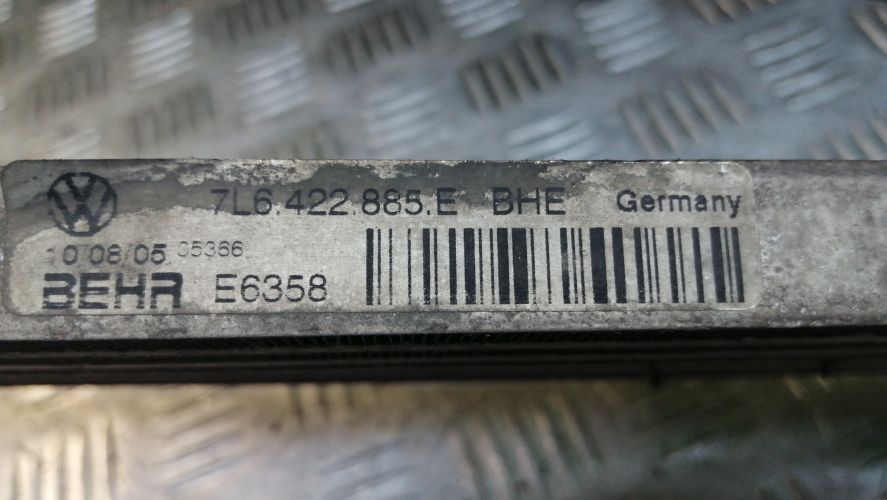 7L6.422.885.E BHE Germany
10/08/05 05366
BEHR E6358